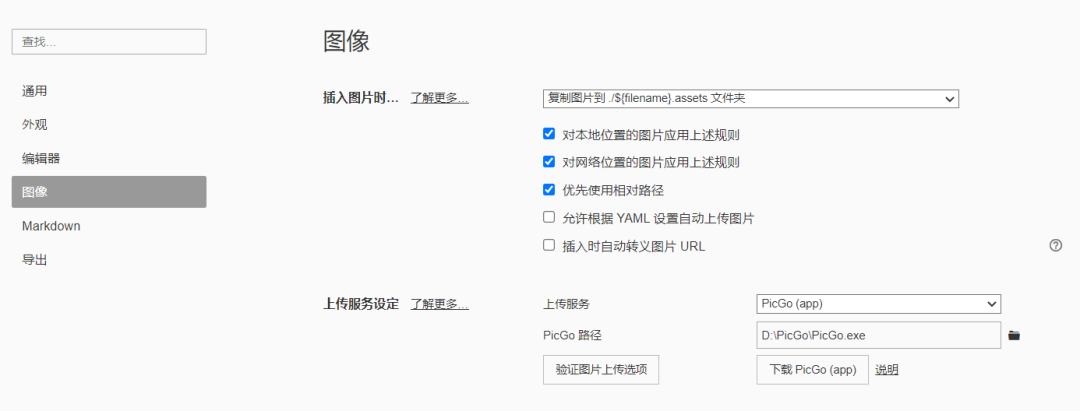 查找...
通用
外观
编辑器
图像
Markdown
导出
图像
插入图片时... 了解更多...
复制图片到 ./${filename}.assets 文件夹
对本地位置的图片应用上述规则
对网络位置的图片应用上述规则
优先使用相对路径
允许根据 YAML 设置自动上传图片
插入时自动转义图片 URL
上传服务设定 了解更多...
上传服务 PicGo (app)
PicGo 路径 D:\PicGo\PicGo.exe
验证图片上传选项 下载 PicGo (app) 说明